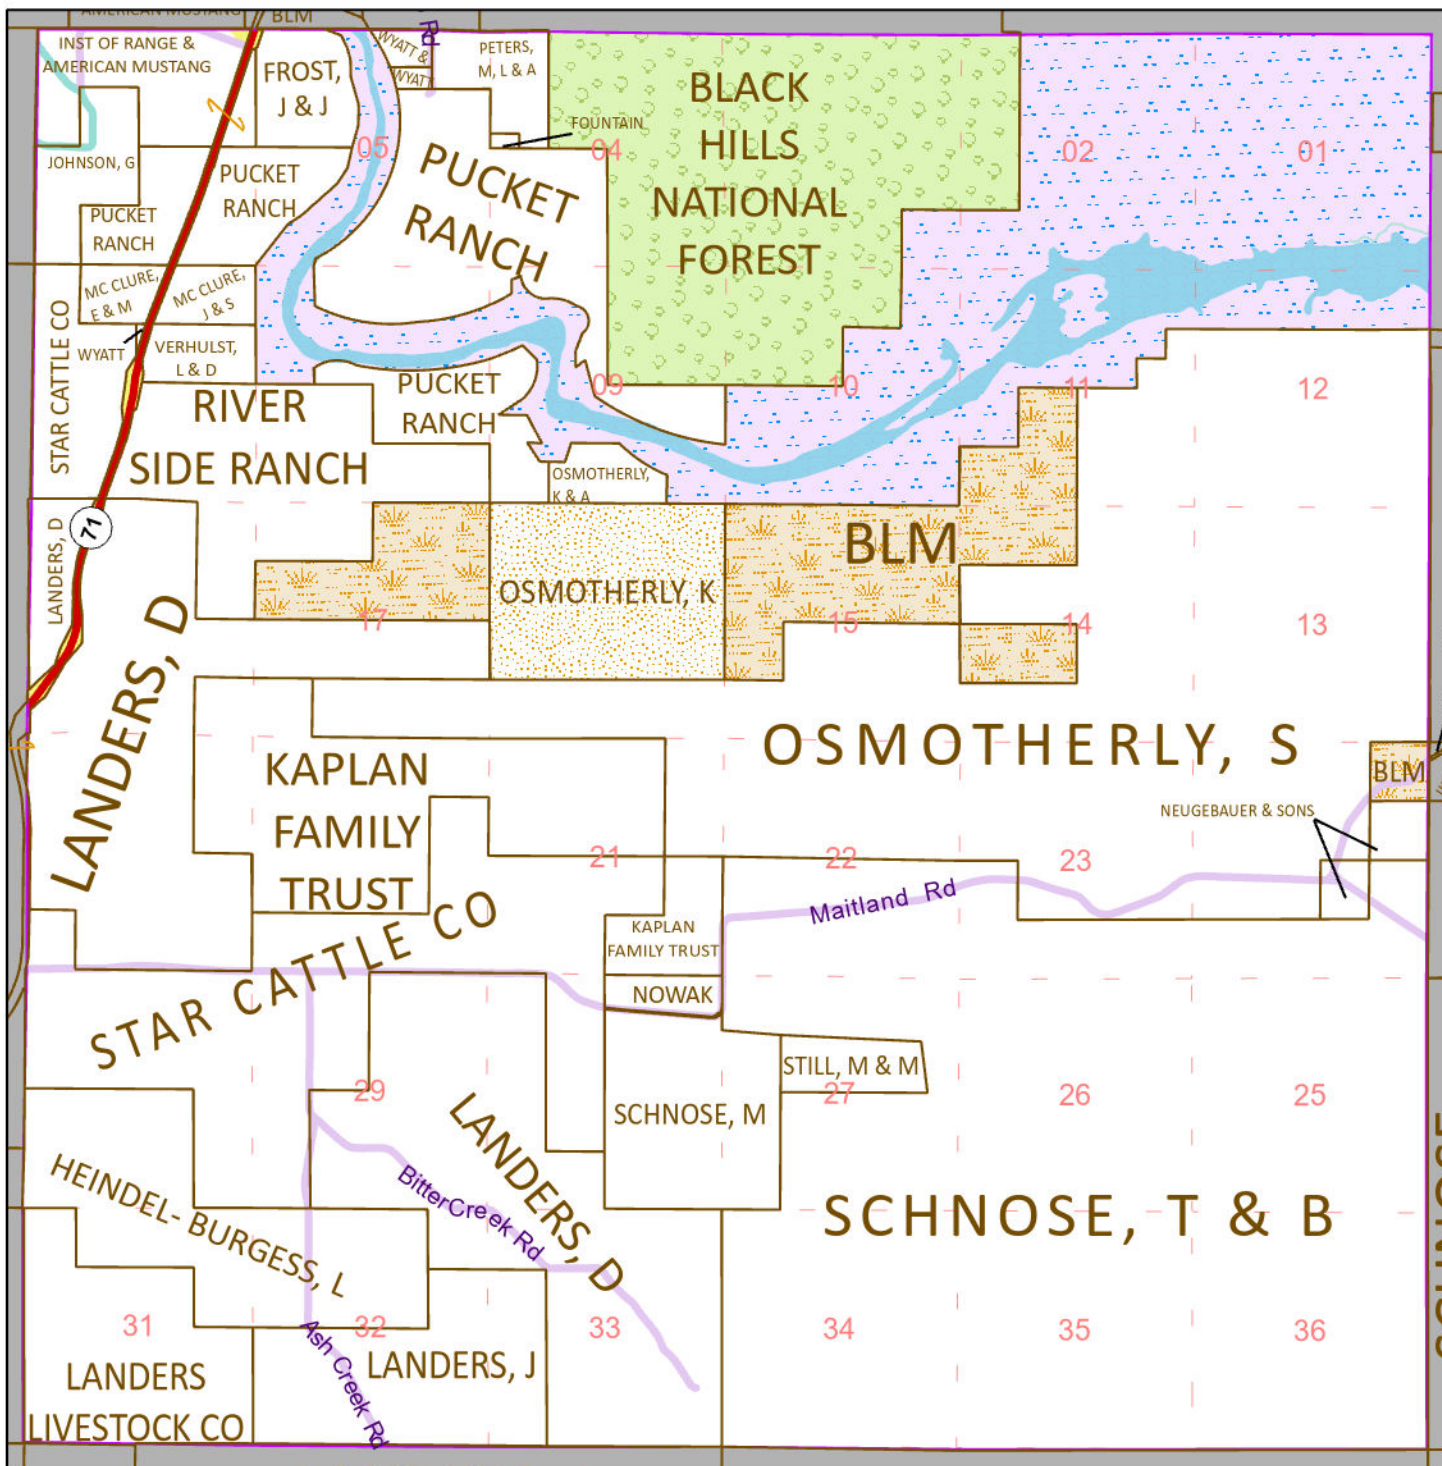 AMERICAN MUSTANG
BLM
Rd
INST OF RANGE &
AMERICAN MUSTANG
FROST,
J & J
WYATT &
WYATT
PETERS,
M, L & A
BLACK
HILLS
NATIONAL
FOREST
FOUNTAIN
05
04
02
01
JOHNSON, G
PUCKET
RANCH
PUCKET
RANCH
PUCKET
RANCH
MC CLURE,
E & M
MC CLURE,
J & S
STAR CATTLE CO
WYATT
VERHULST,
L & D
RIVER
SIDE RANCH
PUCKET
RANCH
09
10
11
12
OSMOTHERLY,
K & A
LANDERS, D
71
BLM
OSMOTHERLY, K
17
15
14
13
LANDERS, D
OSMOTHERLY, S
KAPLAN
FAMILY
TRUST
BLM
NEUGEBAUER & SONS
21
22
23
Maitland Rd
STAR CATTLE CO
KAPLAN
FAMILY TRUST
NOWAK
STILL, M & M
29
27
26
25
SCHNOSE, M
LANDERS, D
HEINDEL- BURGESS, L
BitterCreek Rd
SCHNOSE, T & B
SCHNOSE
31
32
33
34
35
36
Ash Creek Rd
LANDERS, J
LANDERS
LIVESTOCK CO